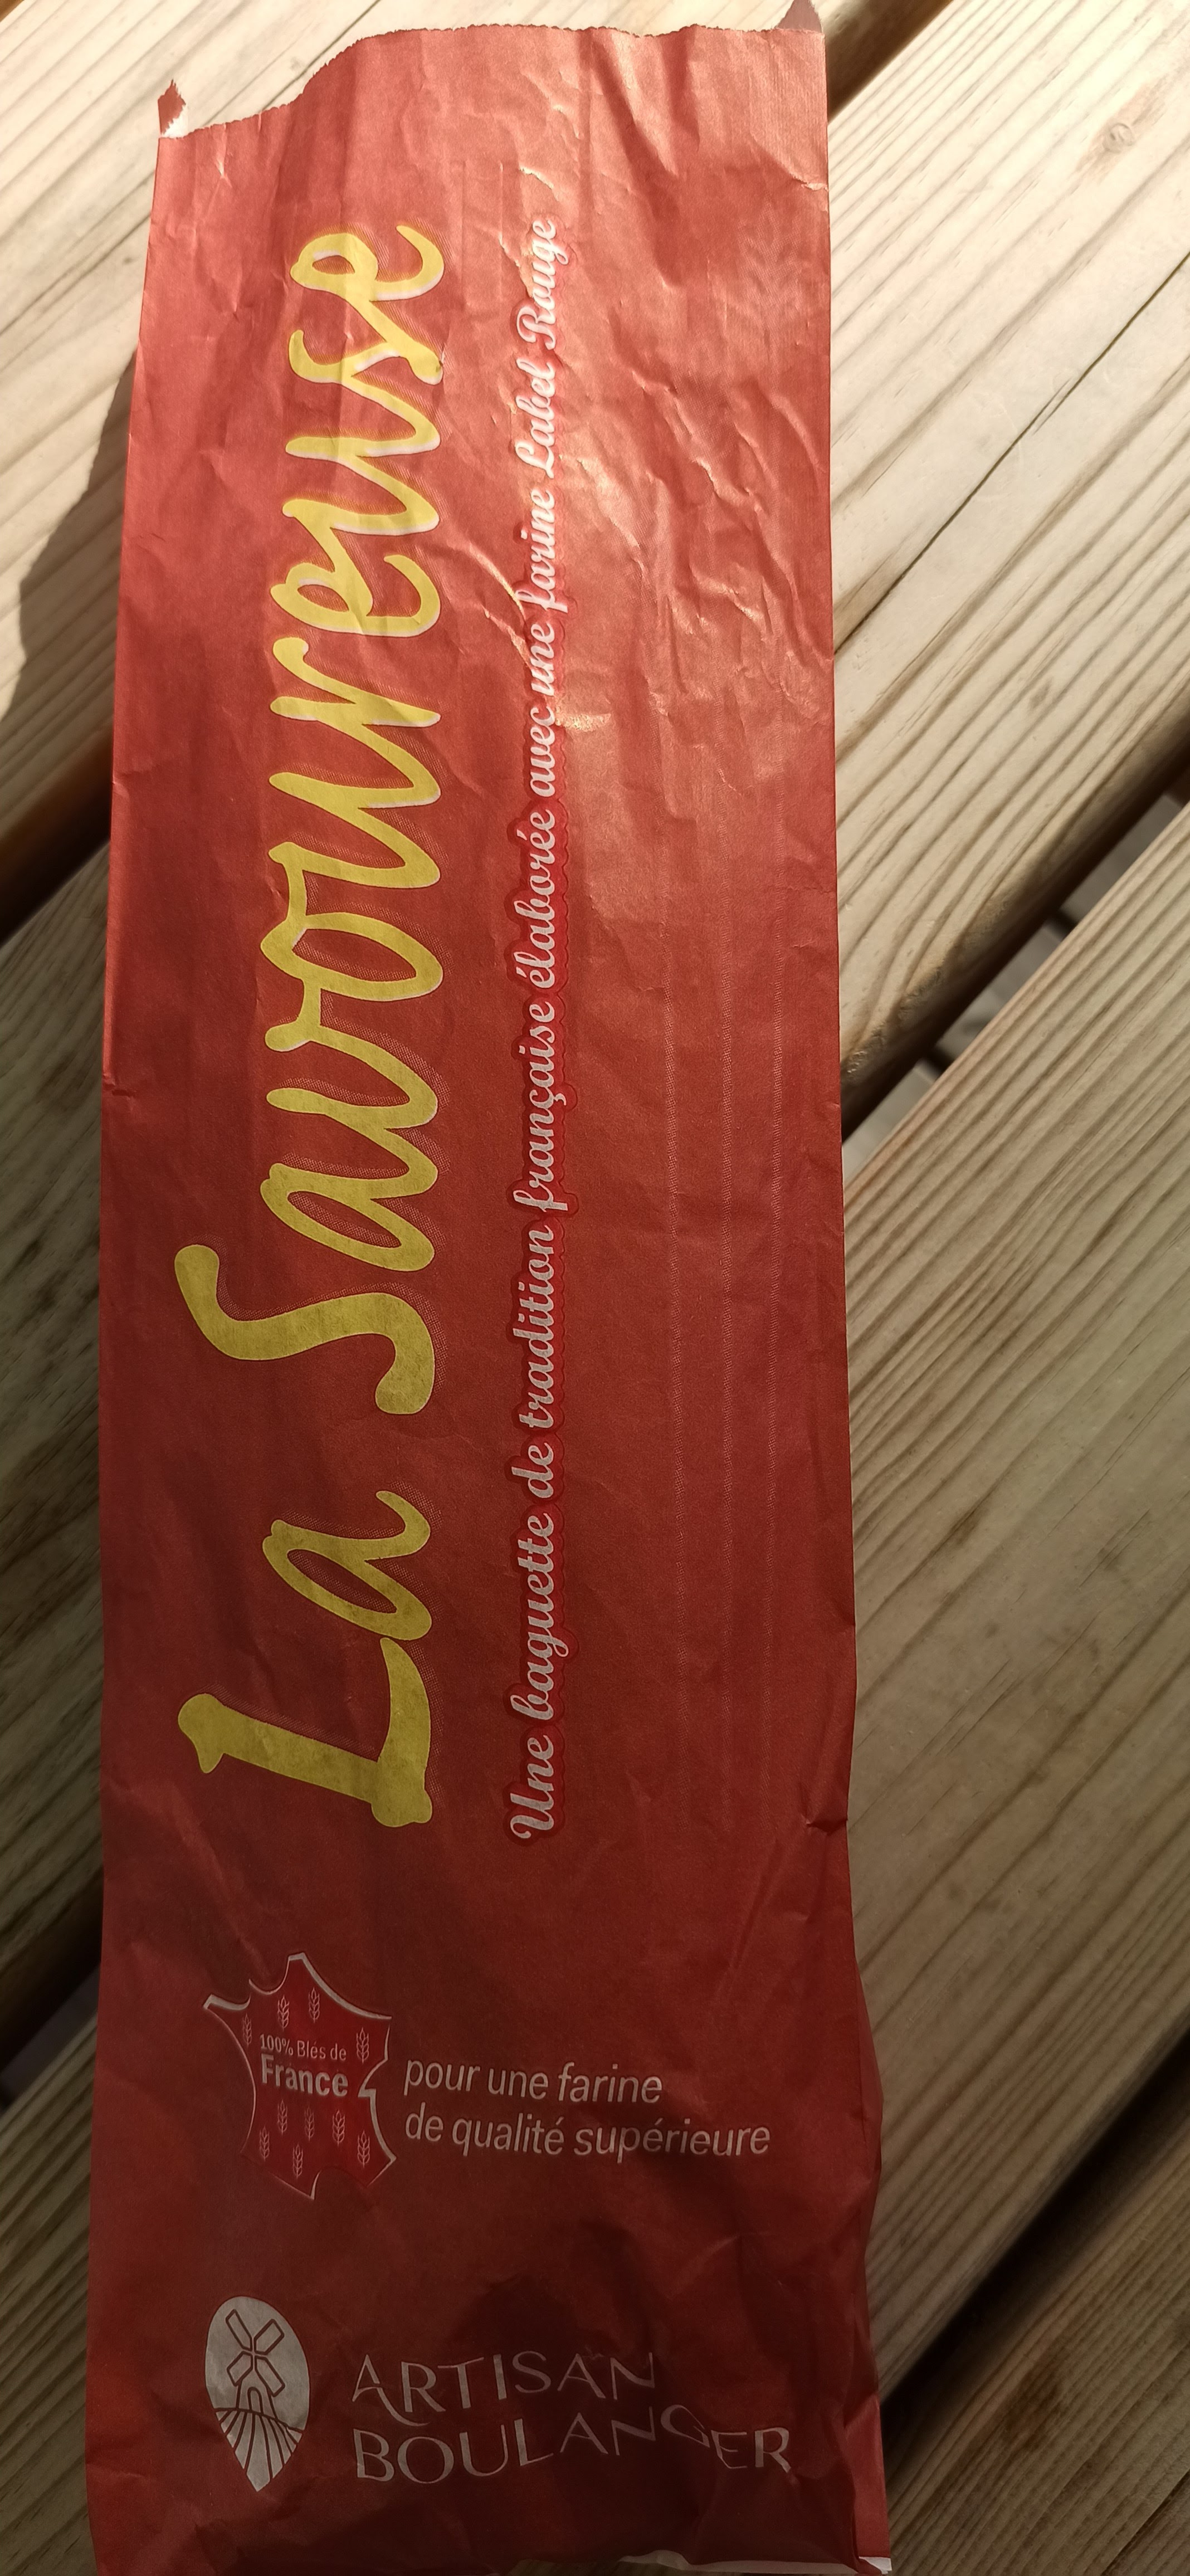 La Savoureuse
Une baguette de tradition française élaborée avec une farine Label Rouge
100% Blés de
France
pour une farine
de qualité supérieure
ARTISAN
BOULANGER